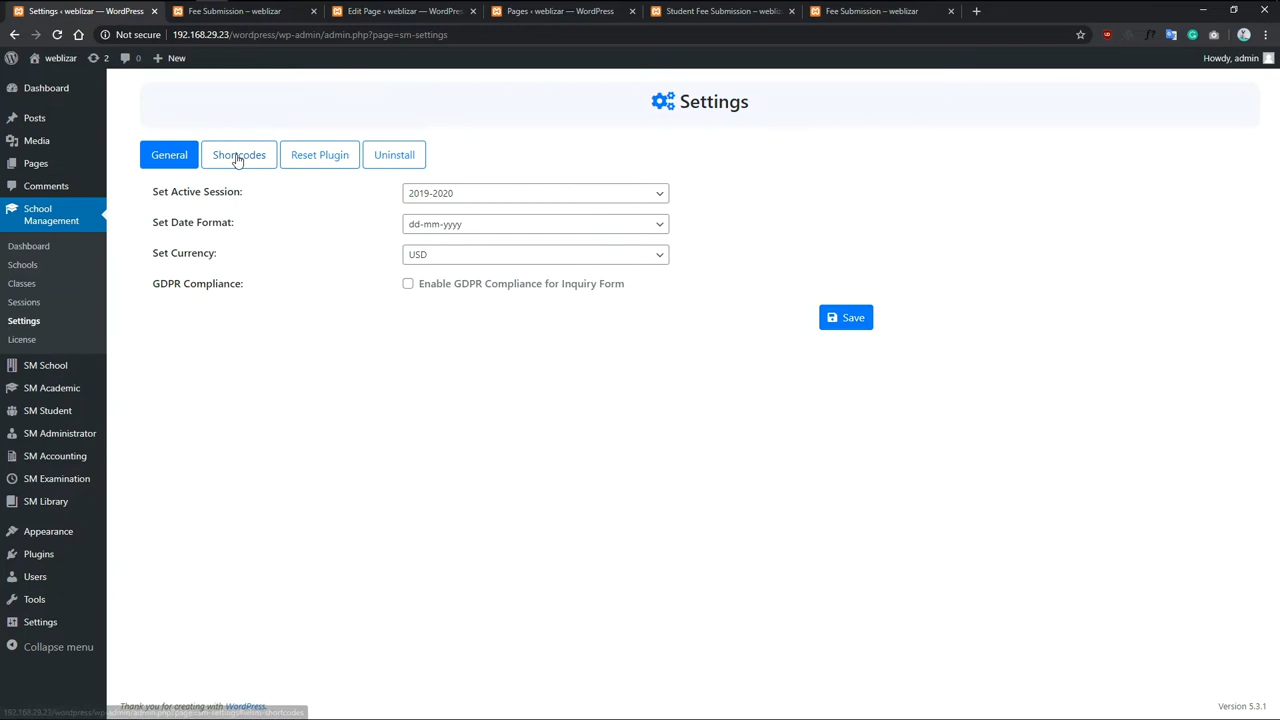 Settings ‹ weblizar — WordPress
Fee Submission – weblizar
Edit Page ‹ weblizar — WordPres
Pages ‹ weblizar — WordPress
Student Fee Submission – webliz
Fee Submission – weblizar
Not secure
192.168.29.23/wordpress/wp-admin/admin.php?page=sm-settings
weblizar
2
0
New
Howdy, admin
Dashboard
Posts
Media
Pages
Comments
School
Management
Dashboard
Schools
Classes
Sessions
Settings
License
SM School
SM Academic
SM Student
SM Administrator
SM Accounting
SM Examination
SM Library
Appearance
Plugins
Users
Tools
Settings
Collapse menu
Settings
General
Shortcodes
Reset Plugin
Uninstall
Set Active Session:
2019-2020
Set Date Format:
dd-mm-yyyy
Set Currency:
USD
GDPR Compliance:
Enable GDPR Compliance for Inquiry Form
Save
Thank you for creating with WordPress.
Version 5.3.1